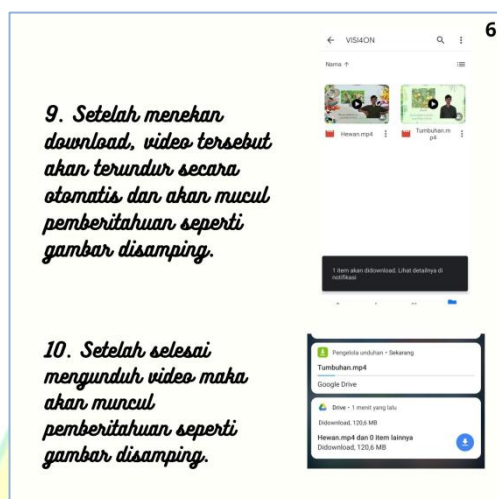 6
9. Setelah menekan
download, video tersebut
akan terundur secara
otomatis dan akan mucul
pemberitahuan seperti
gambar disamping.
VISI4ON
Nama ↑
Hewan.mp4
Tumbuhan.m
p4
1 item akan didownload. Lihat detailnya di
notifikasi
10. Setelah selesai
mengunduh video maka
akan muncul
pemberitahuan seperti
gambar disamping.
Pengelola unduhan • Sekarang
Tumbuhan.mp4
Google Drive
Drive • 1 menit yang lalu
Didownload, 120,6 MB
Hewan.mp4 dan 0 item lainnya
Didownload, 120,6 MB